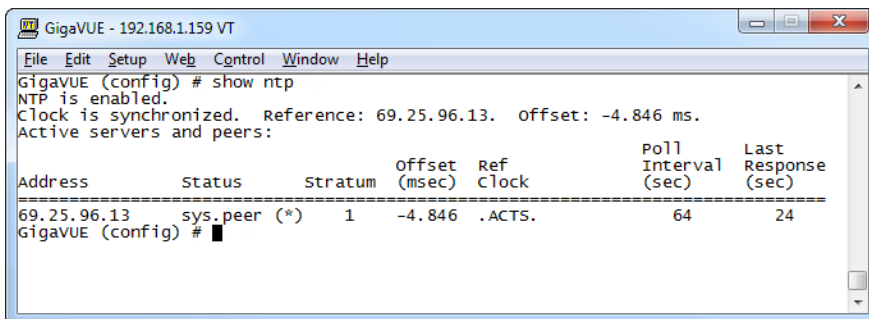 GigaVUE - 192.168.1.159 VT
File Edit Setup Web Control Window Help
GigaVUE (config) # show ntp
NTP is enabled.
Clock is synchronized. Reference: 69.25.96.13. Offset: -4.846 ms.
Active servers and peers:
Poll Last
Offset Ref Interval Response
Address Status Stratum (msec) Clock (sec) (sec)
================================================================================
69.25.96.13 sys.peer (*) 1 -4.846 .ACTS. 64 24
GigaVUE (config) #